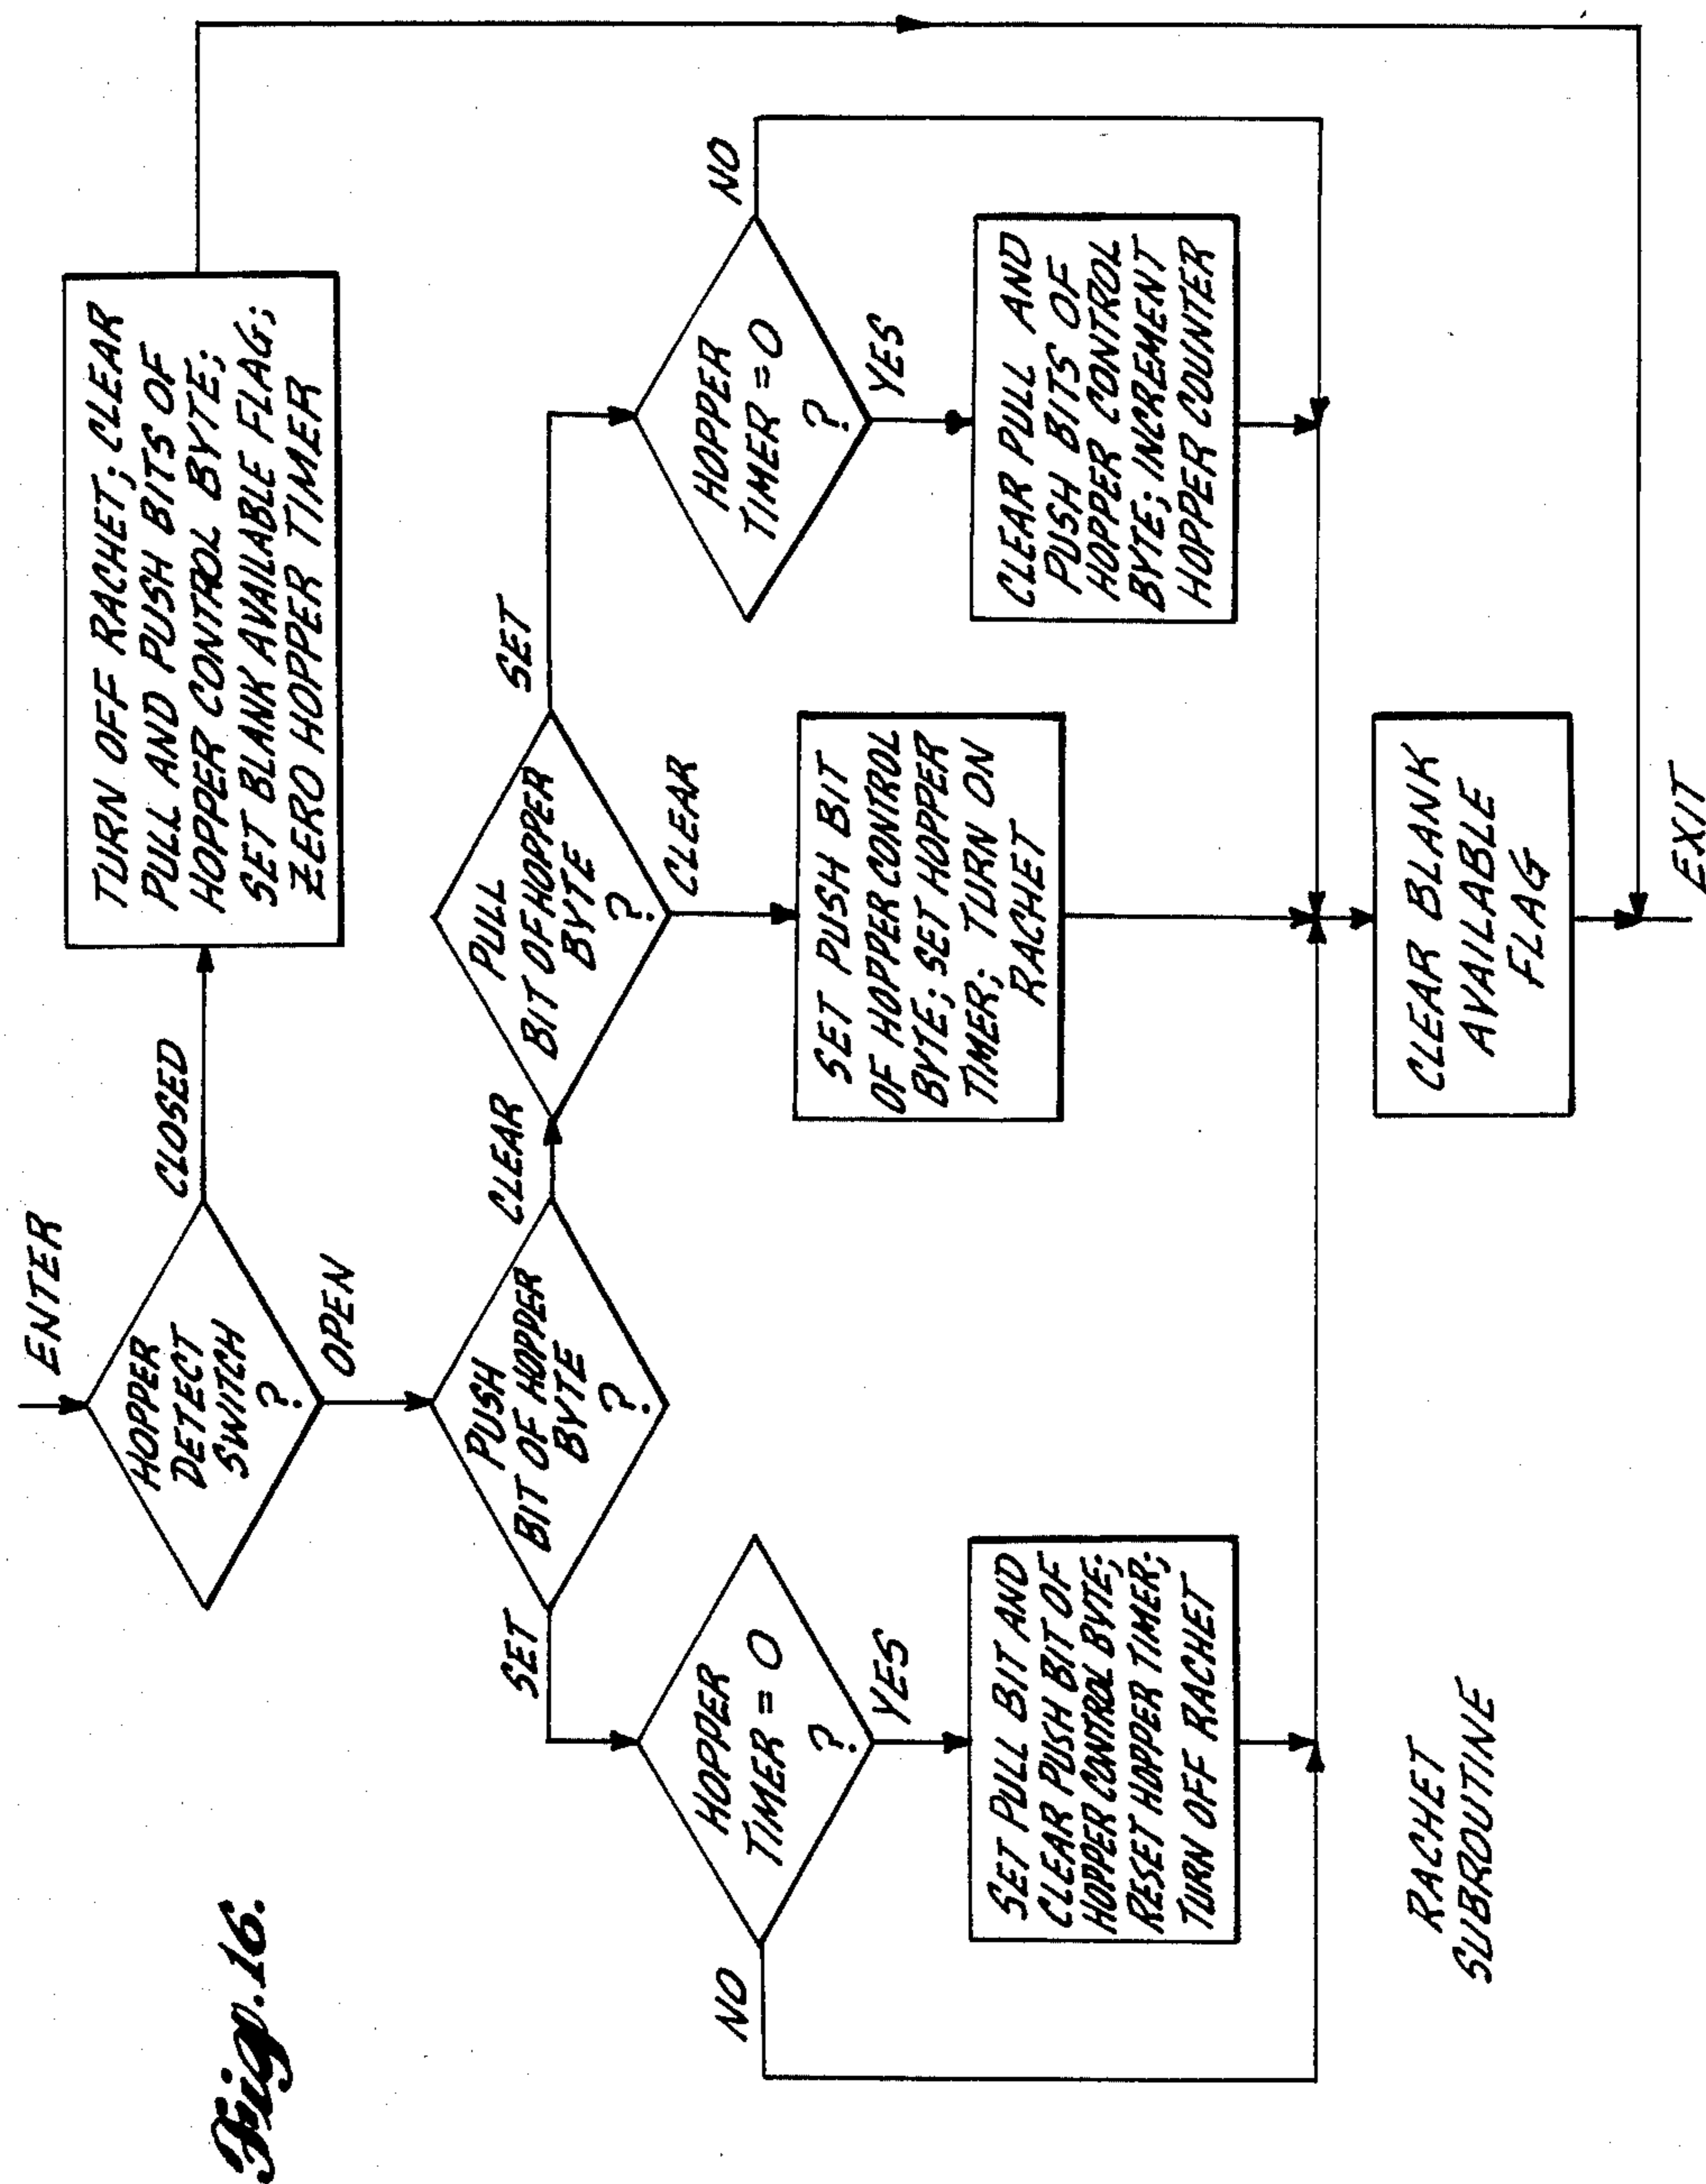 Fig. 16.
ENTER
HOPPER
DETECT
SWITCH
?
CLOSED
TURN OFF RACHET; CLEAR
PULL AND PUSH BITS OF
HOPPER CONTROL BYTE;
SET BLANK AVAILABLE FLAG;
ZERO HOPPER TIMER
OPEN
PUSH
BIT OF HOPPER
BYTE
?
CLEAR
PULL
BIT OF HOPPER
BYTE
?
SET
SET
CLEAR
HOPPER
TIMER = 0
?
NO
YES
SET PULL BIT AND
CLEAR PUSH BIT OF
HOPPER CONTROL BYTE;
RESET HOPPER TIMER;
TURN OFF RACHET
SET PUSH BIT
OF HOPPER CONTROL
BYTE; SET HOPPER
TIMER; TURN ON
RACHET
HOPPER
TIMER = 0
?
NO
YES
CLEAR PULL AND
PUSH BITS OF
HOPPER CONTROL
BYTE; INCREMENT
HOPPER COUNTER
CLEAR BLANK
AVAILABLE
FLAG
EXIT
RACHET
SUBROUTINE